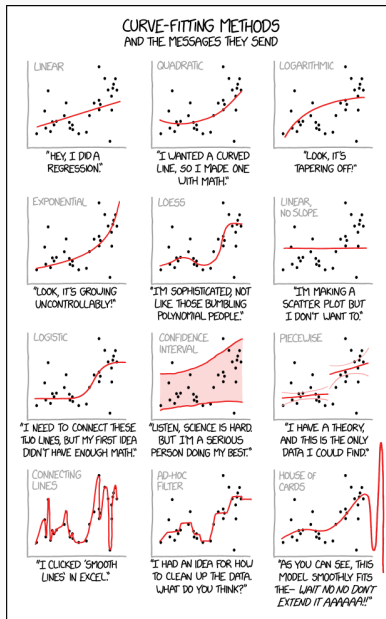 CURVE-FITTING METHODS
AND THE MESSAGES THEY SEND
LINEAR
"HEY, I DID A
REGRESSION."
QUADRATIC
"I WANTED A CURVED
LINE, SO I MADE ONE
WITH MATH."
LOGARITHMIC
"LOOK, IT'S
TAPERING OFF!"
EXPONENTIAL
"LOOK, IT'S GROWING
UNCONTROLLABLY!"
LOESS
"I'M SOPHISTICATED, NOT
LIKE THOSE BUMBLING
POLYNOMIAL PEOPLE."
LINEAR,
NO SLOPE
"I'M MAKING A
SCATTER PLOT BUT
I DON'T WANT TO."
LOGISTIC
"I NEED TO CONNECT THESE
TWO LINES, BUT MY FIRST IDEA
DIDN'T HAVE ENOUGH MATH."
CONFIDENCE
INTERVAL
"LISTEN, SCIENCE IS HARD.
BUT I'M A SERIOUS
PERSON DOING MY BEST."
PIECEWISE
"I HAVE A THEORY,
AND THIS IS THE ONLY
DATA I COULD FIND."
CONNECTING
LINES
"I CLICKED 'SMOOTH
LINES' IN EXCEL."
AD-HOC
FILTER
"I HAD AN IDEA FOR HOW
TO CLEAN UP THE DATA.
WHAT DO YOU THINK?"
HOUSE OF
CARDS
"AS YOU CAN SEE, THIS
MODEL SMOOTHLY FITS
THE- WAIT NO NO DON'T
EXTEND IT AAAAAA!!"